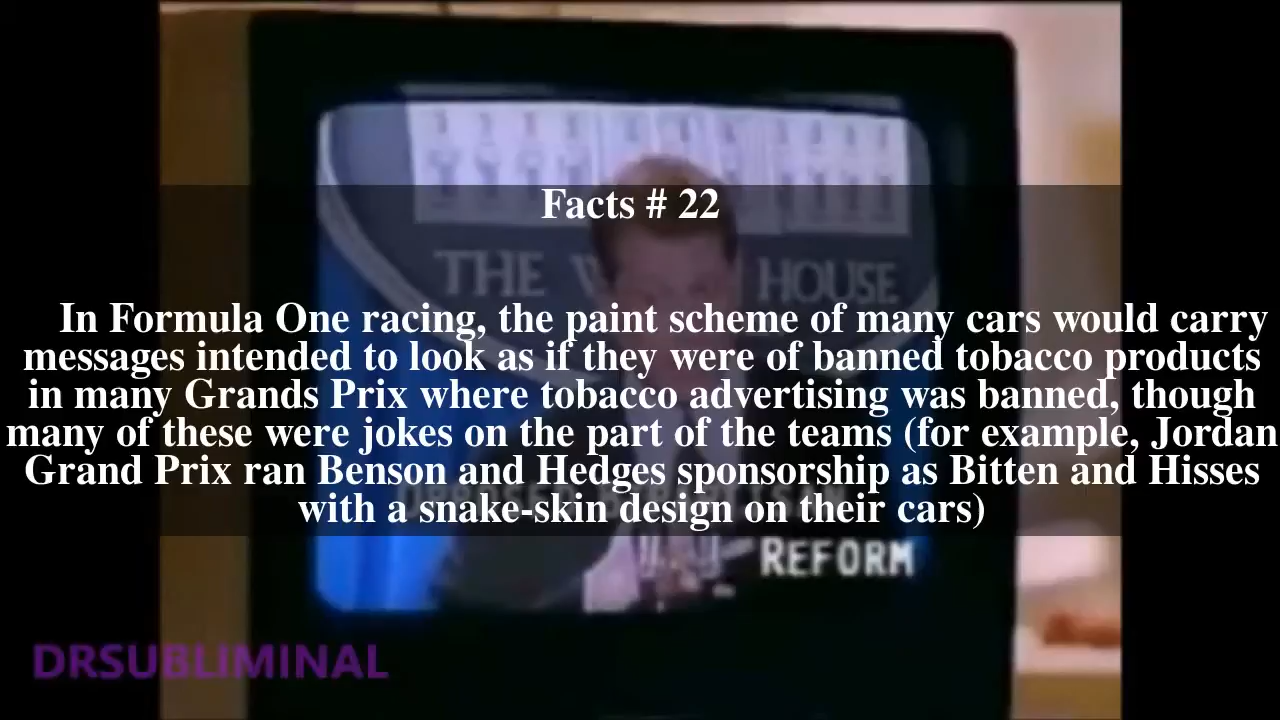 Facts # 22
THE W HOUSE
In Formula One racing, the paint scheme of many cars would carry
messages intended to look as if they were of banned tobacco products
in many Grands Prix where tobacco advertising was banned, though
many of these were jokes on the part of the teams (for example, Jordan
Grand Prix ran Benson and Hedges sponsorship as Bitten and Hisses
with a snake-skin design on their cars)
REFORM
DRSUBLIMINAL